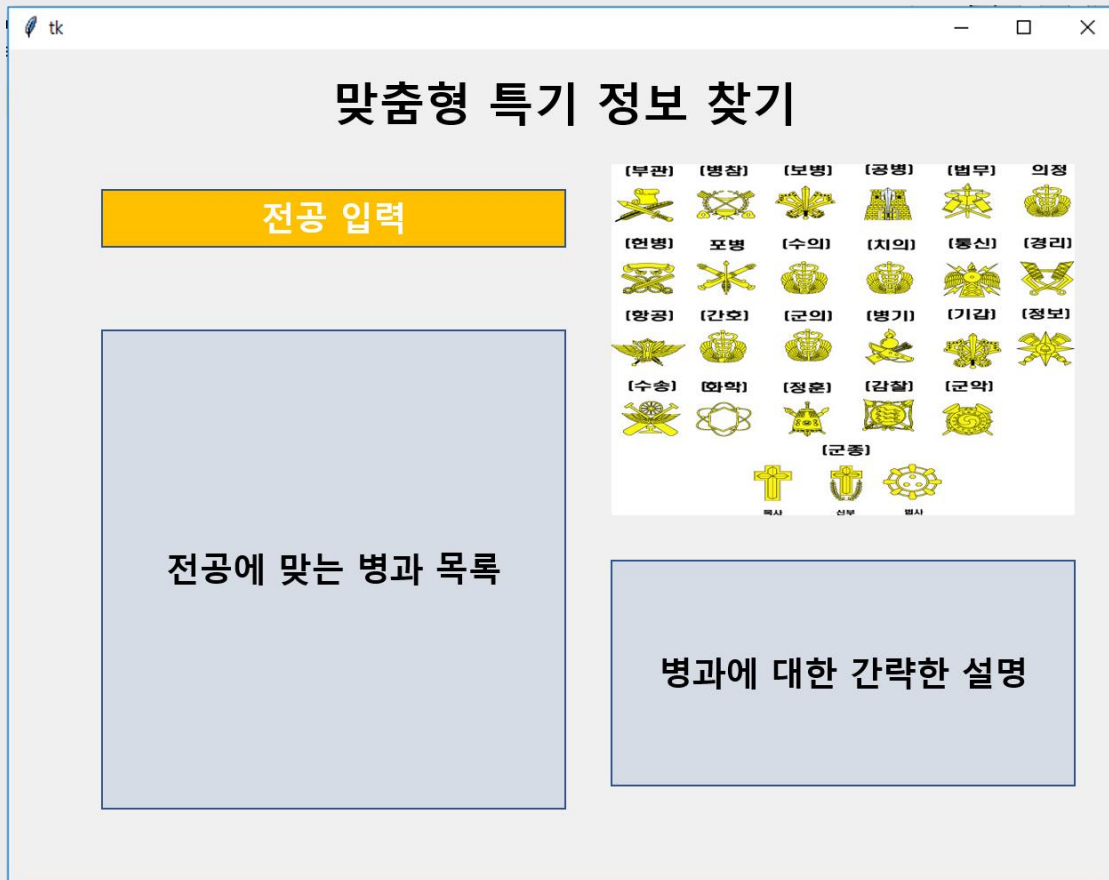 tk
맞춤형 특기 정보 찾기
전공 입력
(부관) (병참) (보병) (공병) (법무) 의정
(헌병) 포병 (수의) (치의) (통신) (경리)
(항공) (간호) (군의) (병기) (기갑) (정보)
(수송) (화학) (정훈) (감찰) (군악)
(군종)
목사 신부 법사
전공에 맞는 병과 목록
병과에 대한 간략한 설명